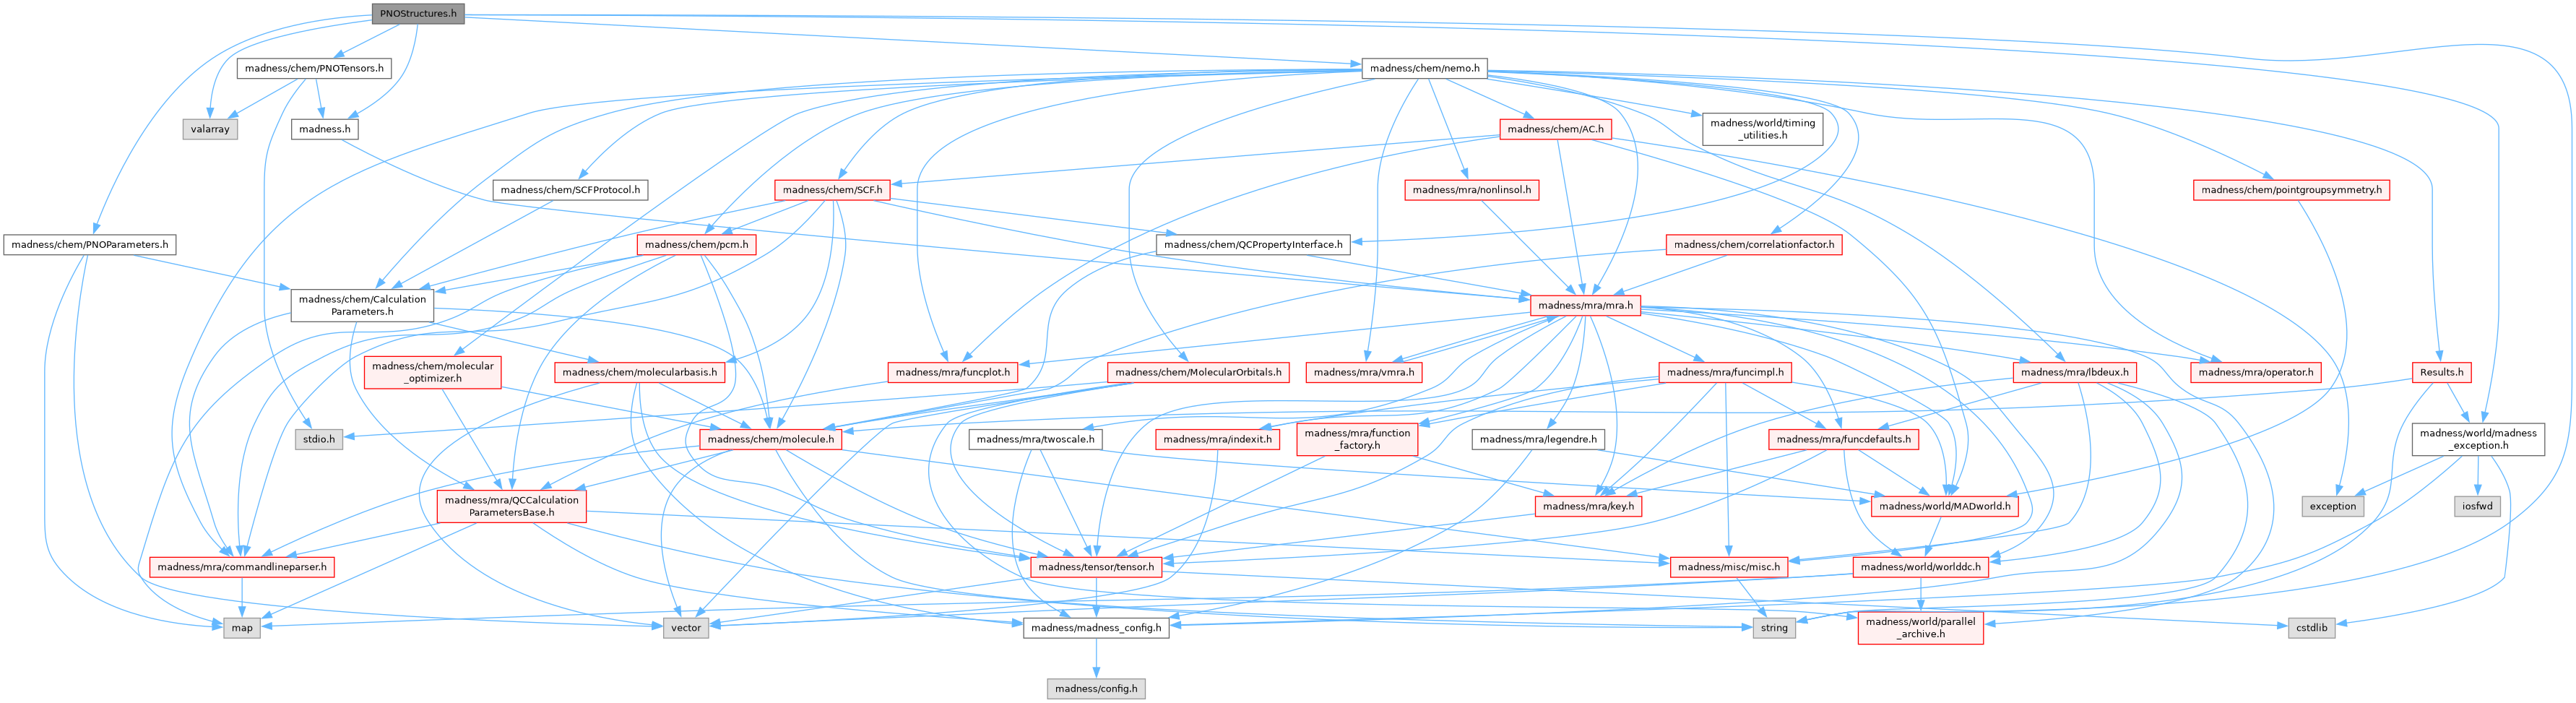 PNOStructures.h
madness/chem/PNOTensors.h
madness/chem/nemo.h
valarray
madness.h
madness/chem/AC.h
madness/world/timing
_utilities.h
madness/chem/SCFProtocol.h
madness/chem/SCF.h
madness/mra/nonlinsol.h
madness/chem/pointgroupsymmetry.h
madness/chem/PNOParameters.h
madness/chem/pcm.h
madness/chem/QCPropertyInterface.h
madness/chem/correlationfactor.h
madness/chem/Calculation
Parameters.h
madness/mra/mra.h
madness/chem/molecular
_optimizer.h
madness/chem/molecularbasis.h
madness/mra/funcplot.h
madness/chem/MolecularOrbitals.h
madness/mra/vmra.h
madness/mra/funcimpl.h
madness/mra/lbdeux.h
madness/mra/operator.h
Results.h
stdio.h
madness/chem/molecule.h
madness/mra/twoscale.h
madness/mra/indexit.h
madness/mra/function
_factory.h
madness/mra/legendre.h
madness/mra/funcdefaults.h
madness/world/madness
_exception.h
madness/mra/QCCalculation
ParametersBase.h
madness/mra/key.h
madness/world/MADworld.h
exception
iosfwd
madness/mra/commandlineparser.h
madness/tensor/tensor.h
madness/misc/misc.h
madness/world/worlddc.h
map
vector
madness/madness_config.h
string
madness/world/parallel
_archive.h
cstdlib
madness/config.h